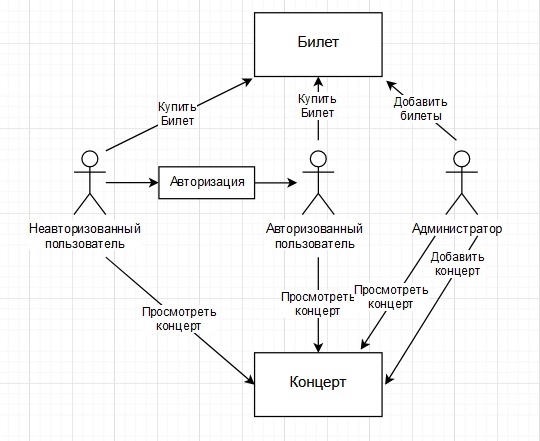 Билет
Купить
Билет
Купить
Билет
Добавить
билеты
Авторизация
Неавторизованный
пользователь
Авторизованный
пользователь
Администратор
Добавить
концерт
Просмотреть
концерт
Просмотреть
концерт
Просмотреть
концерт
Концерт